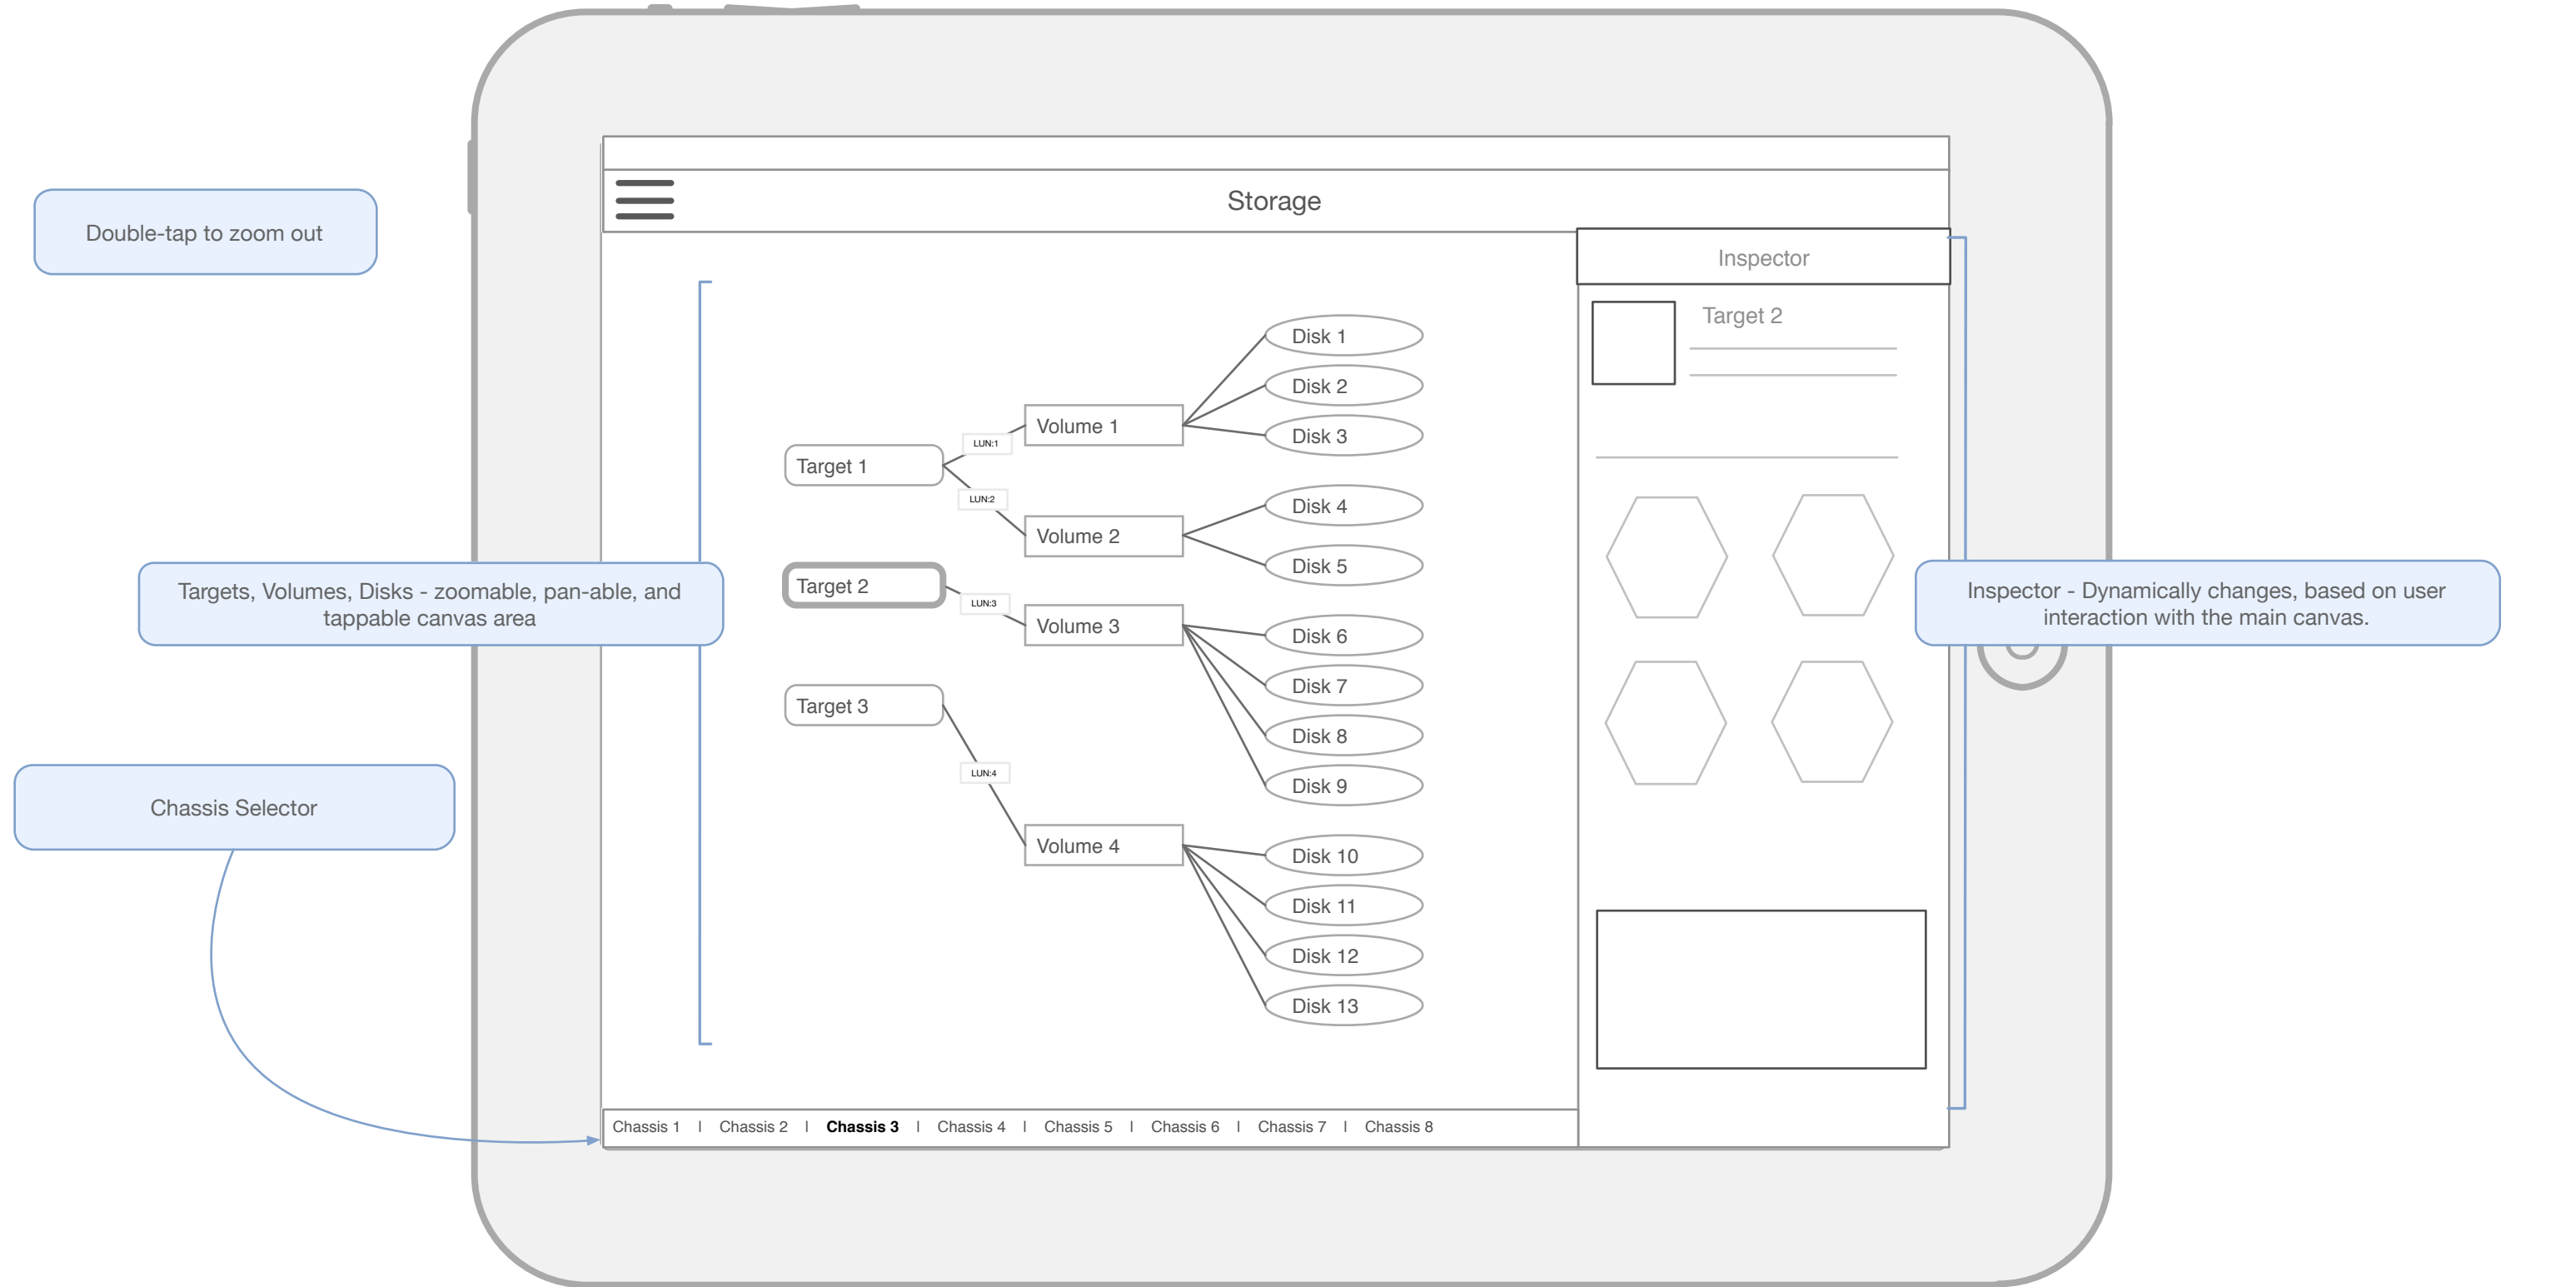 Storage
Double-tap to zoom out
Inspector
Target 2
Disk 1
Disk 2
Volume 1
Disk 3
LUN:1
Target 1
LUN:2
Disk 4
Volume 2
Disk 5
Target 2
LUN:3
Volume 3
Disk 6
Disk 7
Target 3
Disk 8
LUN:4
Disk 9
Volume 4
Disk 10
Disk 11
Disk 12
Disk 13
Targets, Volumes, Disks - zoomable, pan-able, and
tappable canvas area
Inspector - Dynamically changes, based on user
interaction with the main canvas.
Chassis Selector
Chassis 1 | Chassis 2 | Chassis 3 | Chassis 4 | Chassis 5 | Chassis 6 | Chassis 7 | Chassis 8